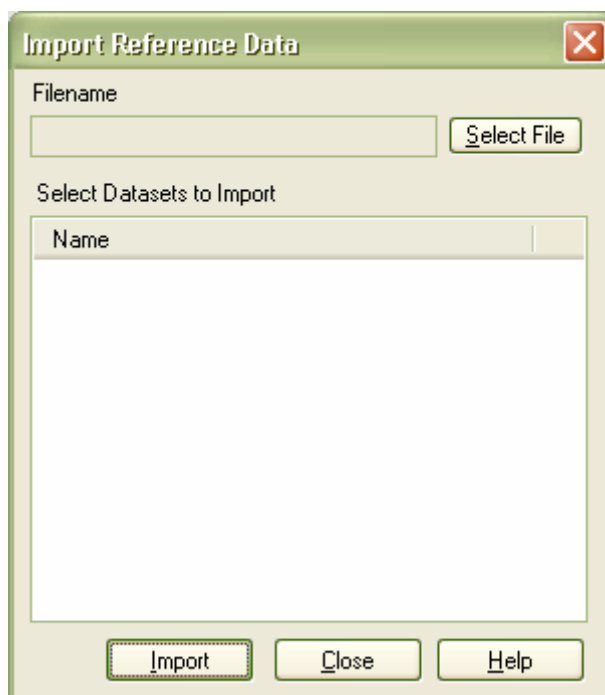 Import Reference Data
Filename
Select File
Select Datasets to Import
Name
Import Close Help